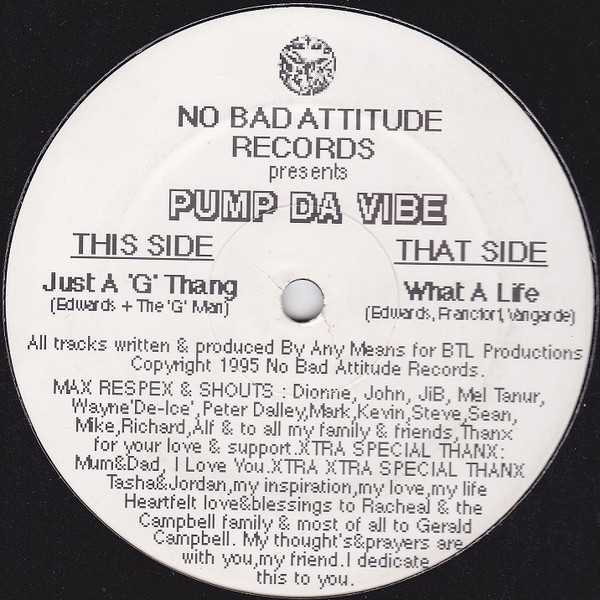 NO BAD ATTITUDE
RECORDS
presents
PUMP DA VIBE
THIS SIDE
Just A 'G' Thang
(Edwards + The 'G' Man)
THAT SIDE
What A Life
(Edwards, Francfort, Vangarde)
All tracks written & produced By Any Means for BTL Productions
Copyright 1995 No Bad Attitude Records.
MAX RESPEX & SHOUTS : Dionne, John, JiB, Mel Tanur,
Wayne'De-Ice',Peter Dalley,Mark,Kevin,Steve,Sean,
Mike,Richard,Alf & to all my family & friends,Thanx
for your love & support.XTRA SPECIAL THANX:
Mum&Dad, I Love You.XTRA XTRA SPECIAL THANX
Tasha&Jordan,my inspiration,my love,my life
Heartfelt love&blessings to Racheal & the
Campbell family & most of all to Gerald
Campbell. My thought's&prayers are
with you,my friend.I dedicate
this to you.